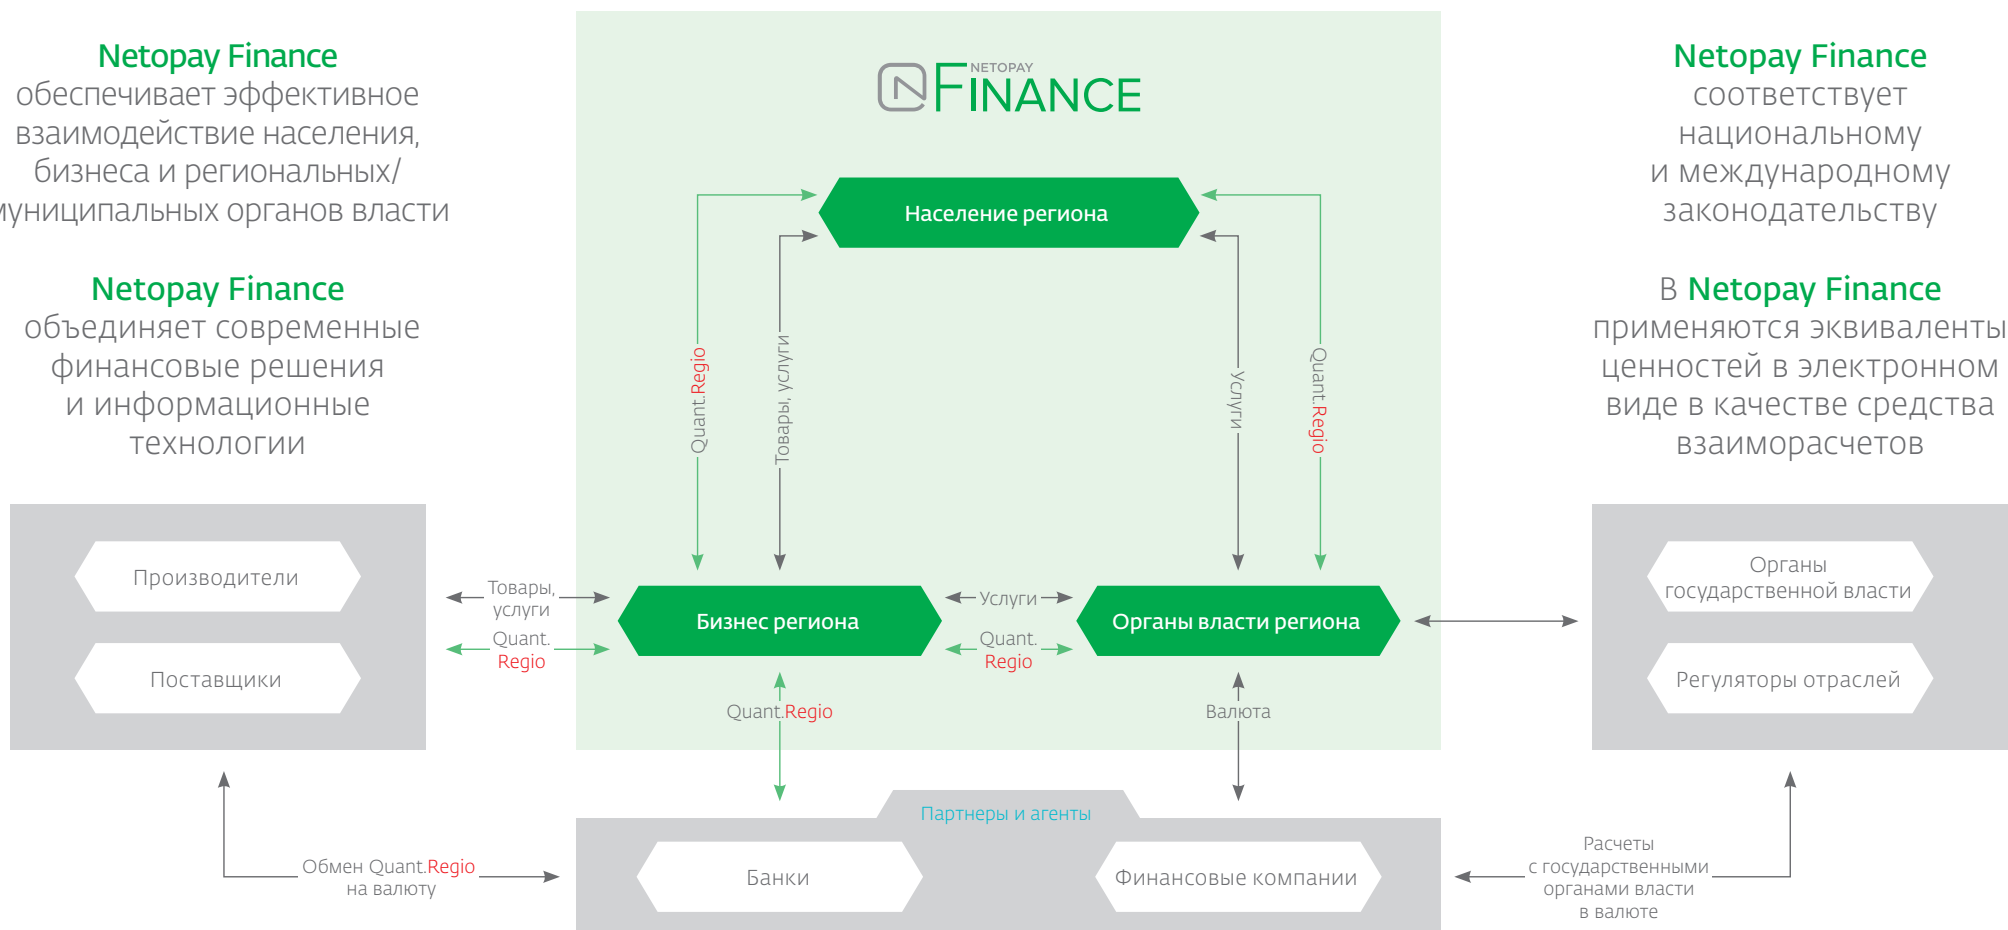 Netopay Finance
обеспечивает эффективное
взаимодействие населения,
бизнеса и региональных/
муниципальных органов власти
Netopay Finance
объединяет современные
финансовые решения
и информационные
технологии
NETOPAY
FINANCE
Netopay Finance
соответствует
национальному
и международному
законодательству
В Netopay Finance
применяются эквиваленты
ценностей в электронном
виде в качестве средства
взаиморасчетов
Население региона
Quant.Regio
Товары, услуги
Услуги
Quant.Regio
Производители
Поставщики
Товары,
услуги
Quant.
Regio
Бизнес региона
Услуги
Quant.
Regio
Органы власти региона
Органы
государственной власти
Регуляторы отраслей
Quant.Regio
Валюта
Партнеры и агенты
Банки
Финансовые компании
Обмен Quant.Regio
на валюту
Расчеты
с государственными
органами власти
в валюте